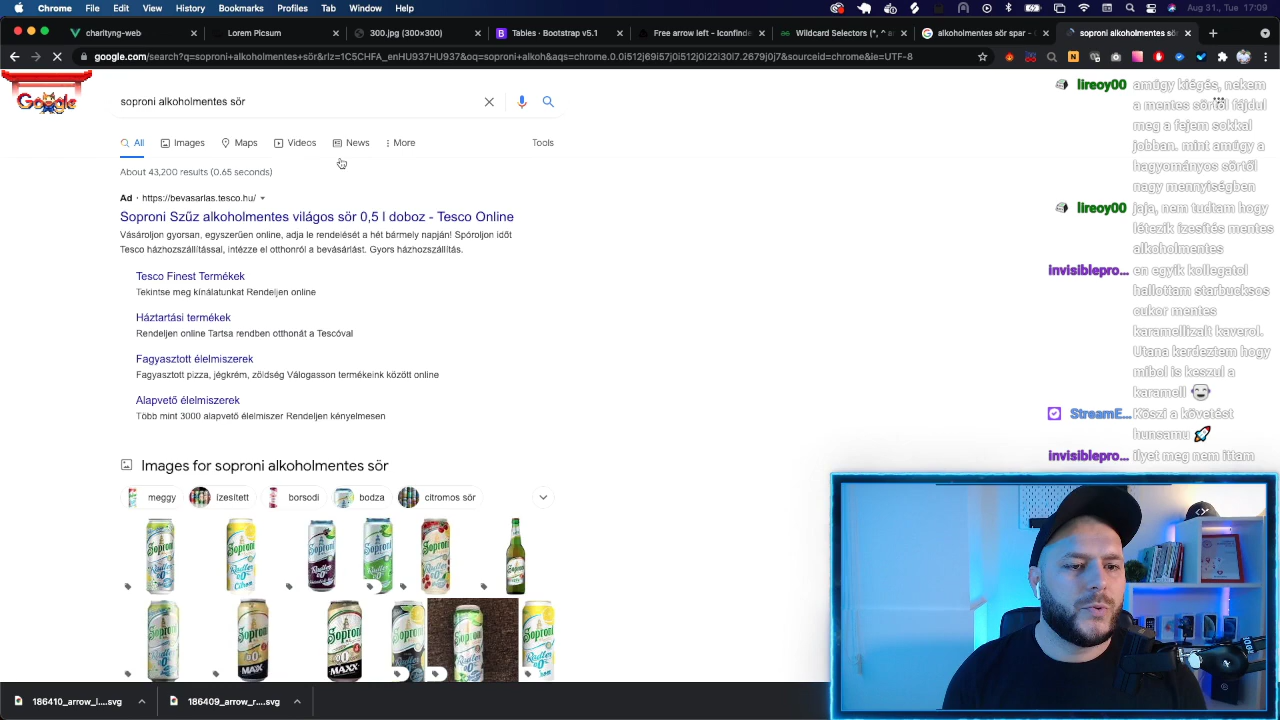 Chrome File Edit View History Bookmarks Profiles Tab Window Help
Aug 31., Tue 17:09
charityng-web
Lorem Picsum
300.jpg (300×300)
Tables · Bootstrap v5.1
Free arrow left - Iconfinder
Wildcard Selectors (*, ^ a
alkoholmentes sör spar -
soproni alkoholmentes sör
google.com/search?q=soproni+alkoholmentes+sör&rlz=1C5CHFA_enHU937HU937&oq=soproni+alkoh&aqs=chrome.0.0i512j69i57j0i512j0i22i30l7.2679j0j7&sourceid=chrome&ie=UTF-8
Google
soproni alkoholmentes sör
All Images Maps Videos News More Tools
About 43,200 results (0.65 seconds)
Ad · https://bevasarlas.tesco.hu/
Soproni Szűz alkoholmentes világos sör 0,5 l doboz - Tesco Online
Vásároljon gyorsan, egyszerűen online, adja le rendelését a hét bármely napján! Spóroljon időt
Tesco házhozszállítással, intézze el otthonról a bevásárlást. Gyors házhozszállítás.
Tesco Finest Termékek
Tekintse meg kínálatunkat Rendeljen online
Háztartási termékek
Rendeljen online Tartsa rendben otthonát a Tescóval
Fagyasztott élelmiszerek
Fagyasztott pizza, jégkrém, zöldség Válogasson termékeink között online
Alapvető élelmiszerek
Több mint 3000 alapvető élelmiszer Rendeljen kényelmesen
Images for soproni alkoholmentes sör
meggy ízesített borsodi bodza citromos sör
lireoy00 amúgy kiégés, nekem
a mentes sörtől fájdul
meg a fejem sokkal
jobban. mint amúgy a
hagyományos sörtől
nagy mennyiségben
lireoy00 jaja, nem tudtam hogy
létezik ízesítés mentes
alkoholmentes
invisiblepro... en egyik kollegatol
hallottam starbucksos
cukor mentes
karamellizalt kaverol.
Utana kerdeztem hogy
mibol is keszul a
karamell
StreamE... Köszi a követést
hunsamu
invisiblepro... ilyet meg nem ittam
186410_arrow_l....svg
186409_arrow_r....svg